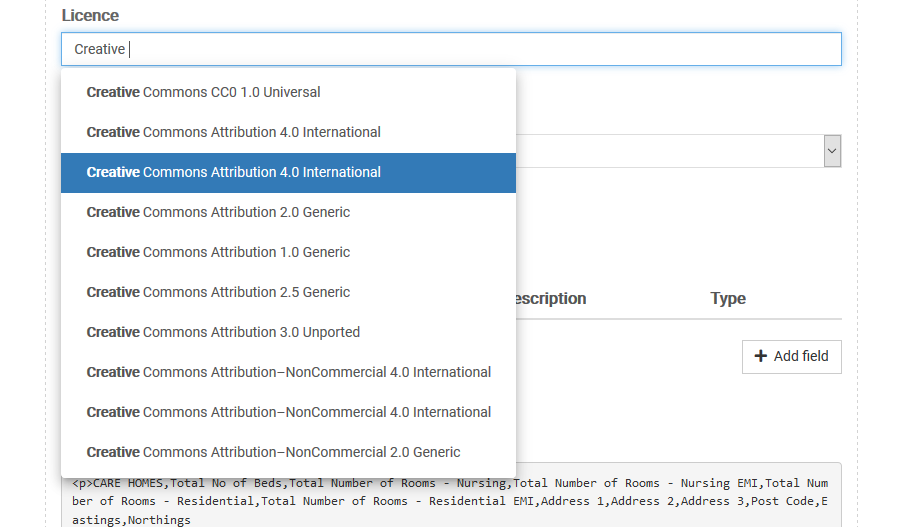 Licence
Creative
Creative Commons CC0 1.0 Universal
Creative Commons Attribution 4.0 International
Creative Commons Attribution 4.0 International
Creative Commons Attribution 2.0 Generic
Creative Commons Attribution 1.0 Generic
Creative Commons Attribution 2.5 Generic
Creative Commons Attribution 3.0 Unported
Creative Commons Attribution–NonCommercial 4.0 International
Creative Commons Attribution–NonCommercial 4.0 International
Creative Commons Attribution–NonCommercial 2.0 Generic
escription Type
+ Add field
<p>CARE HOMES,Total No of Beds,Total Number of Rooms - Nursing,Total Number of Rooms - Nursing EMI,Total Num
ber of Rooms - Residential,Total Number of Rooms - Residential EMI,Address 1,Address 2,Address 3,Post Code,E
astings,Northings